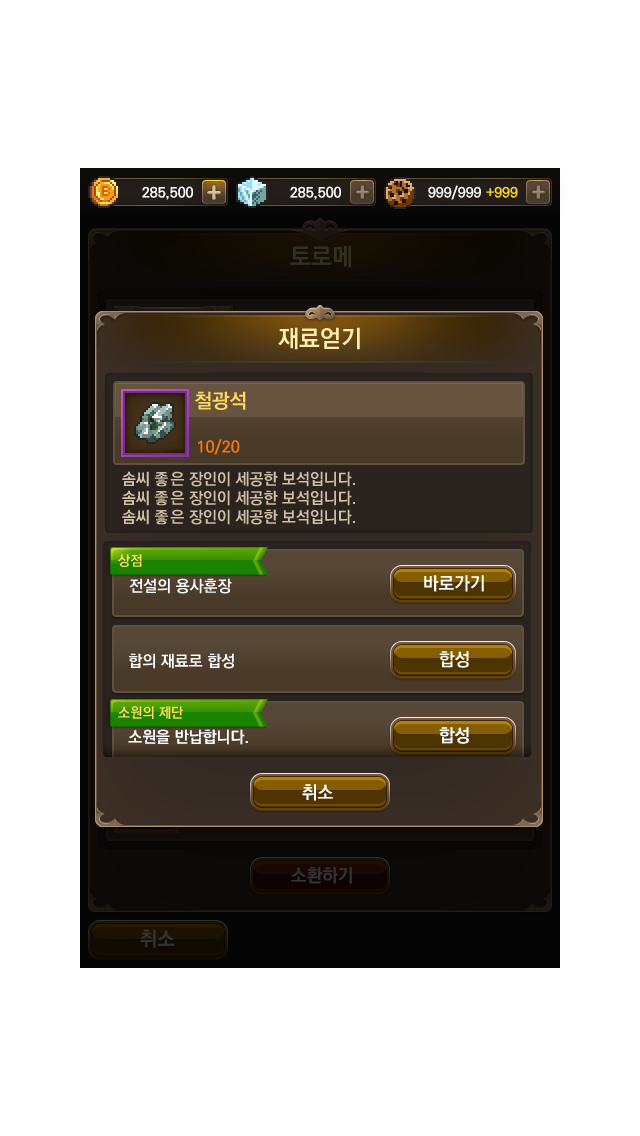 285,500 285,500 999/999 +999
토로메
재료얻기
철광석
10/20
솜씨 좋은 장인이 세공한 보석입니다.
솜씨 좋은 장인이 세공한 보석입니다.
솜씨 좋은 장인이 세공한 보석입니다.
상점
전설의 용사훈장
바로가기
합의 재료로 합성
합성
소원의 제단
소원을 반납합니다.
합성
취소
소환하기
취소